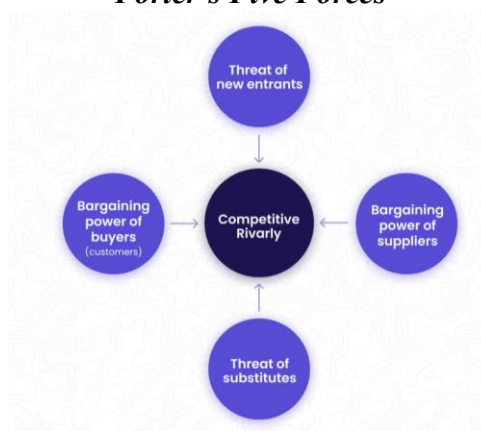 Porter's Five Forces
Threat of
new entrants
Bargaining
power of
buyers
(customers)
Competitive
Rivarly
Bargaining
power of
suppliers
Threat of
substitutes